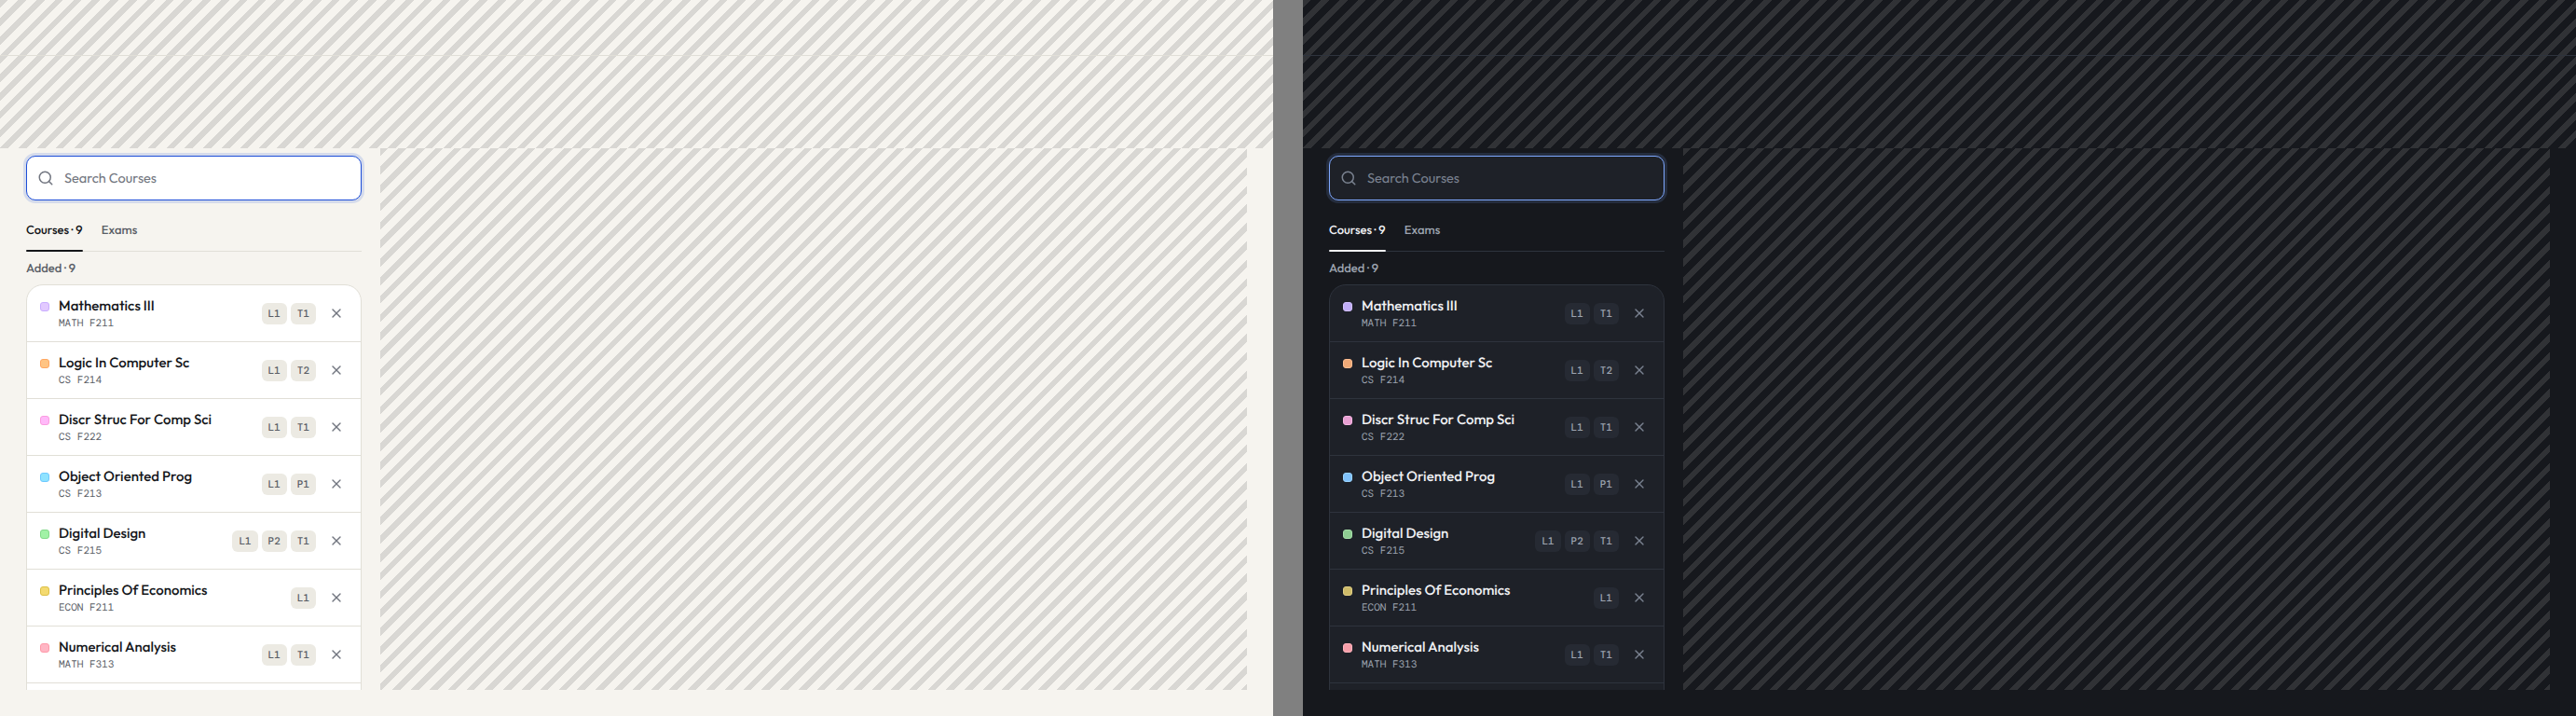 Search Courses
Courses · 9 Exams
Added · 9
Mathematics III L1 T1
MATH F211
Logic In Computer Sc L1 T2
CS F214
Discr Struc For Comp Sci L1 T1
CS F222
Object Oriented Prog L1 P1
CS F213
Digital Design L1 P2 T1
CS F215
Principles Of Economics L1
ECON F211
Numerical Analysis L1 T1
MATH F313
Search Courses
Courses · 9 Exams
Added · 9
Mathematics III L1 T1
MATH F211
Logic In Computer Sc L1 T2
CS F214
Discr Struc For Comp Sci L1 T1
CS F222
Object Oriented Prog L1 P1
CS F213
Digital Design L1 P2 T1
CS F215
Principles Of Economics L1
ECON F211
Numerical Analysis L1 T1
MATH F313